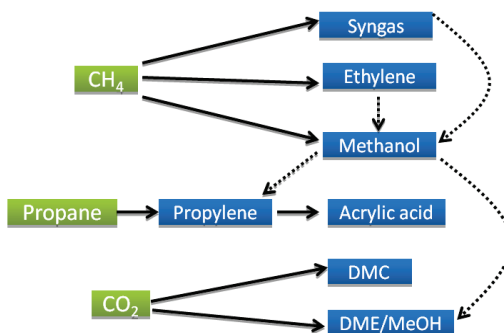 Syngas
CH₄
Ethylene
Methanol
Propane
Propylene
Acrylic acid
DMC
CO₂
DME/MeOH